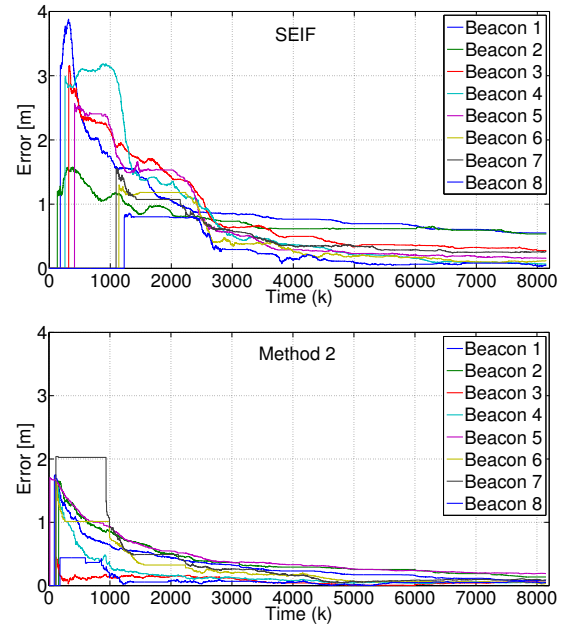 SEIF
4
3
2
1
0
Error [m]
0 1000 2000 3000 4000 5000 6000 7000 8000
Time (k)
Beacon 1
Beacon 2
Beacon 3
Beacon 4
Beacon 5
Beacon 6
Beacon 7
Beacon 8
Method 2
4
3
2
1
0
Error [m]
0 1000 2000 3000 4000 5000 6000 7000 8000
Time (k)
Beacon 1
Beacon 2
Beacon 3
Beacon 4
Beacon 5
Beacon 6
Beacon 7
Beacon 8